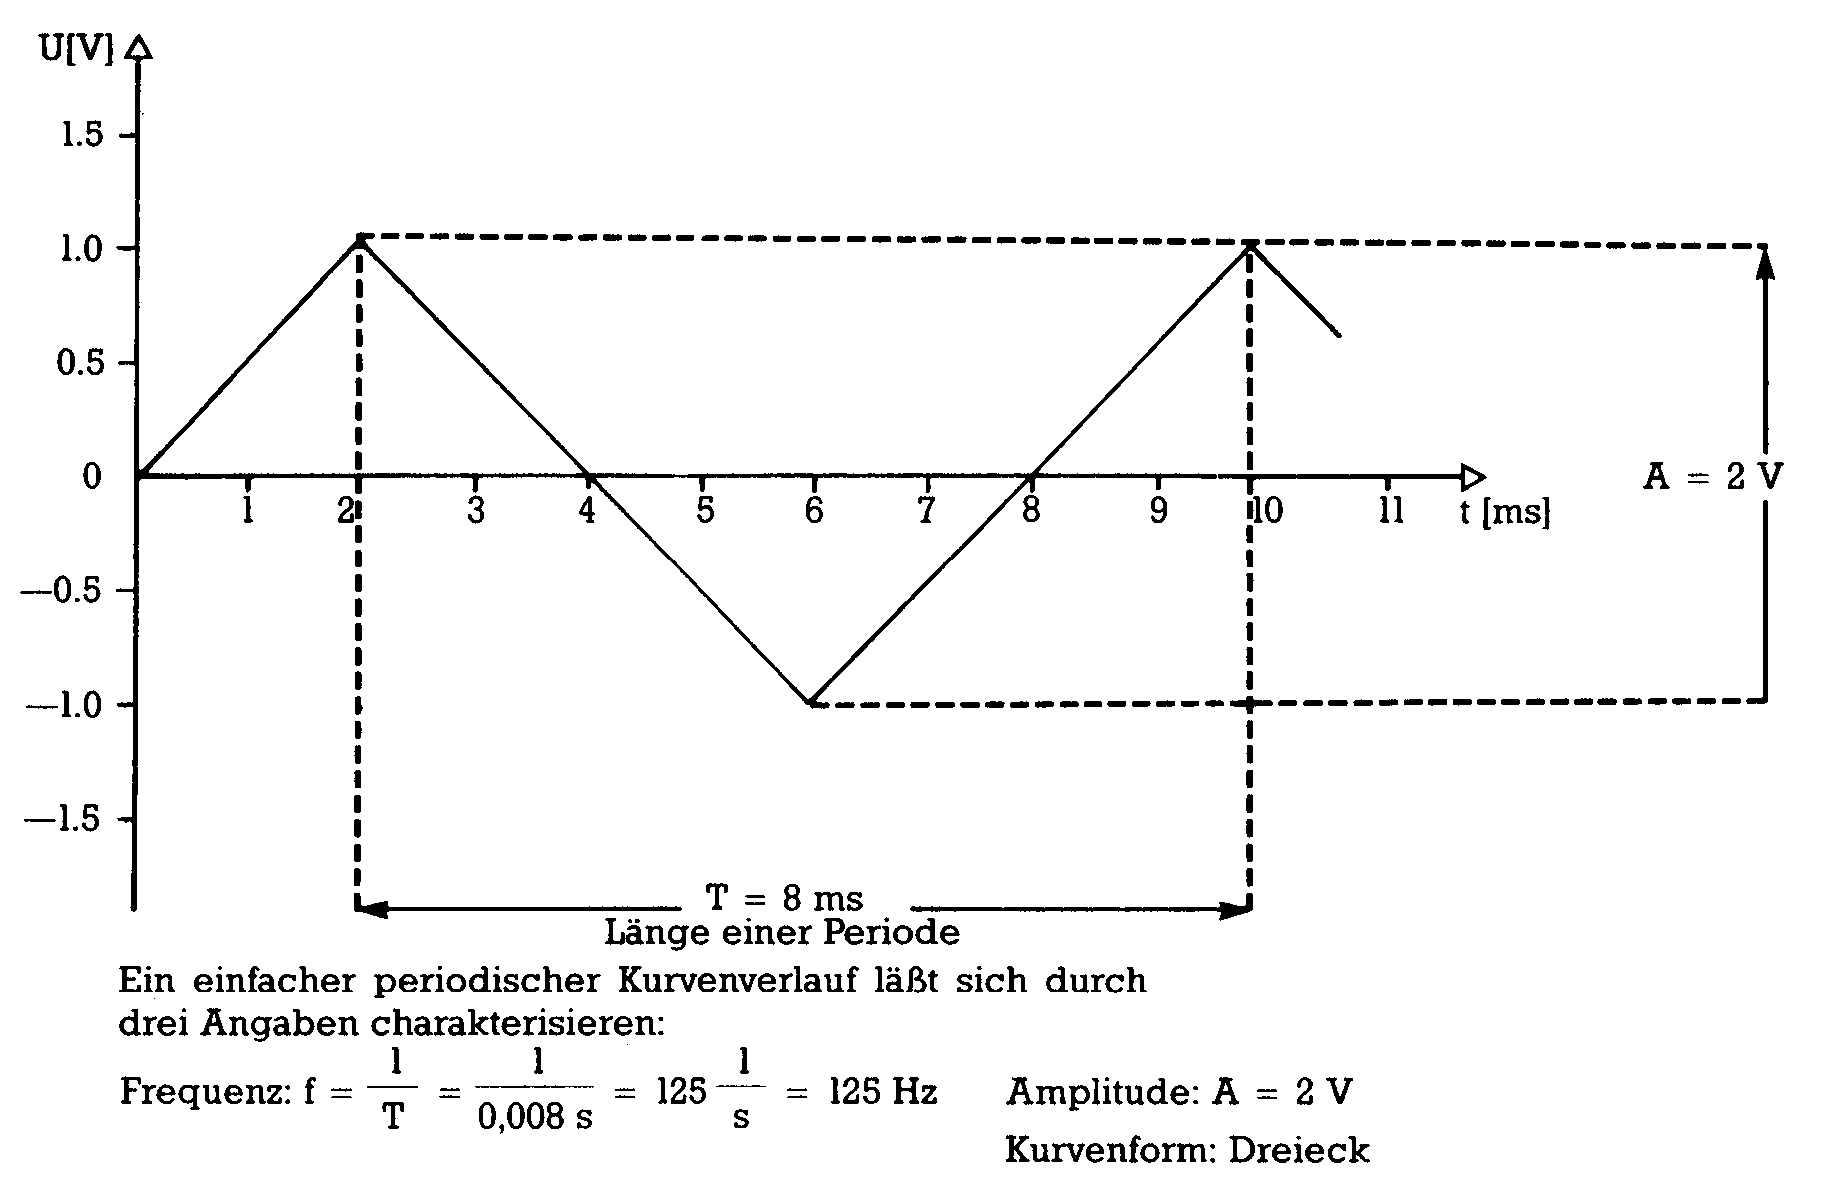 U[V]
1.5
1.0
0.5
0
—0.5
—1.0
—1.5
1 2 3 4 5 6 7 8 9 10 11 t [ms]
A = 2 V
T = 8 ms
Länge einer Periode
Ein einfacher periodischer Kurvenverlauf läßt sich durch
drei Angaben charakterisieren:
Frequenz: f = 1/T = 1/0,008 s = 125 1/s = 125 Hz
Amplitude: A = 2 V
Kurvenform: Dreieck